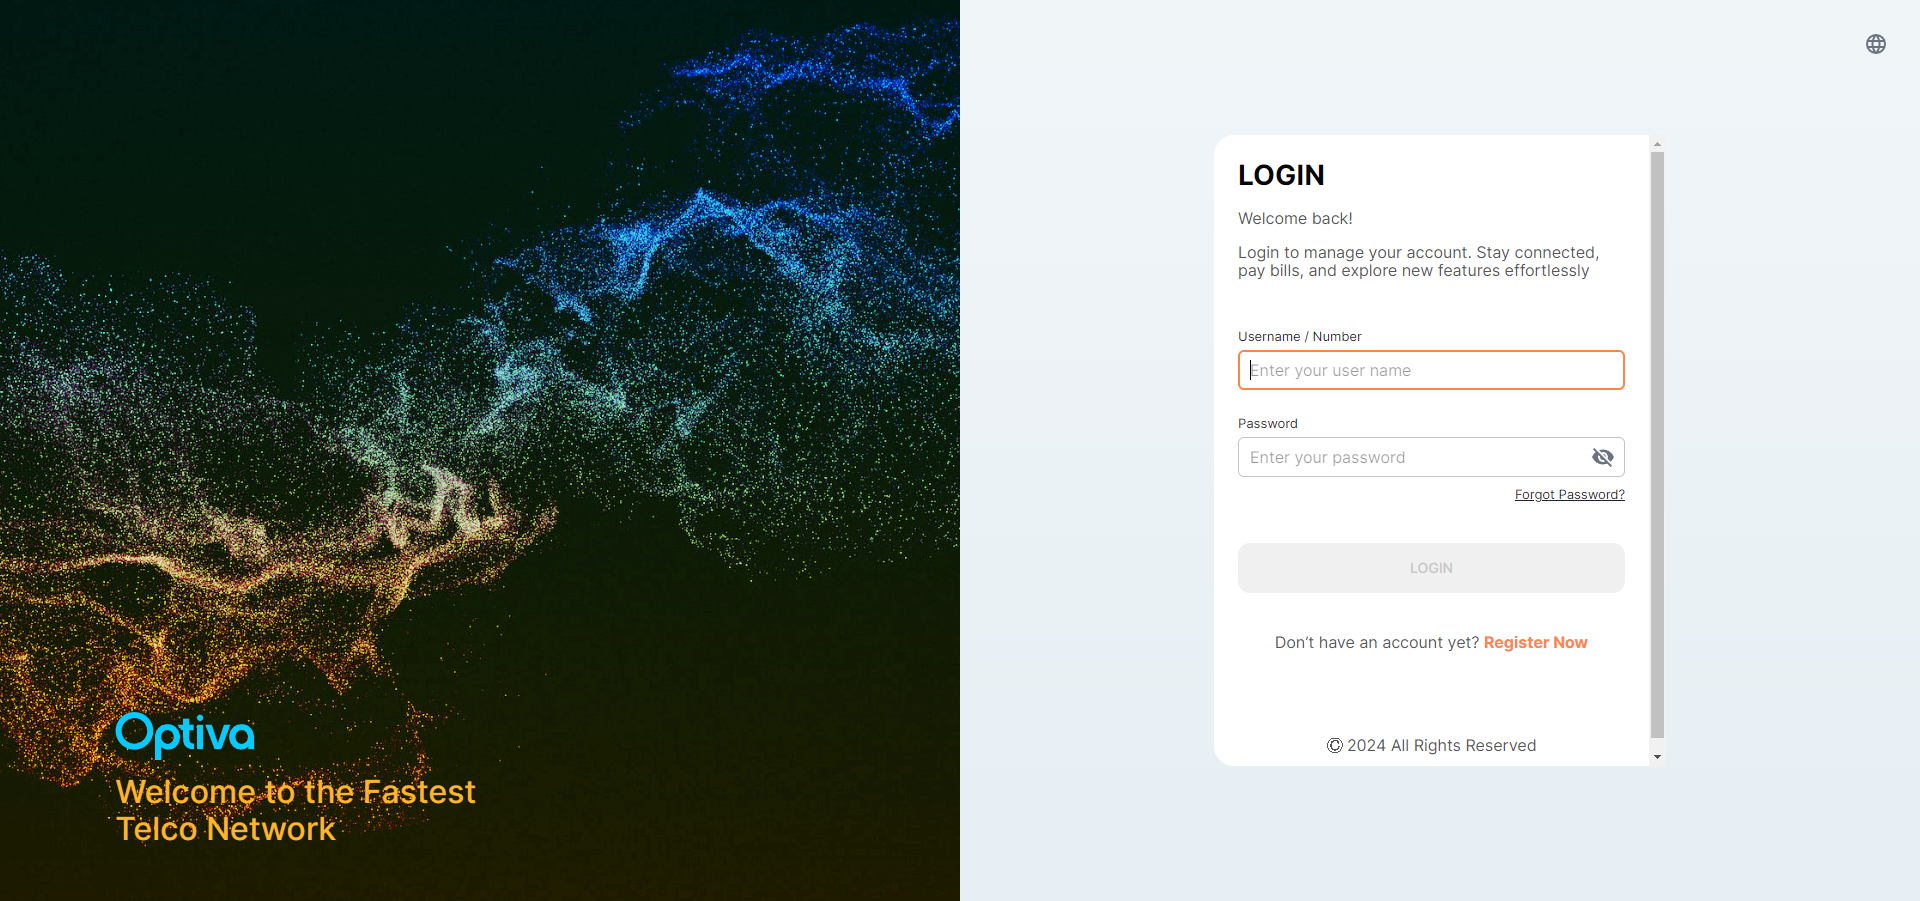 Optiva
Welcome to the Fastest
Telco Network
LOGIN
Welcome back!
Login to manage your account. Stay connected,
pay bills, and explore new features effortlessly
Username / Number
Enter your user name
Password
Enter your password
Forgot Password?
LOGIN
Don’t have an account yet? Register Now
© 2024 All Rights Reserved